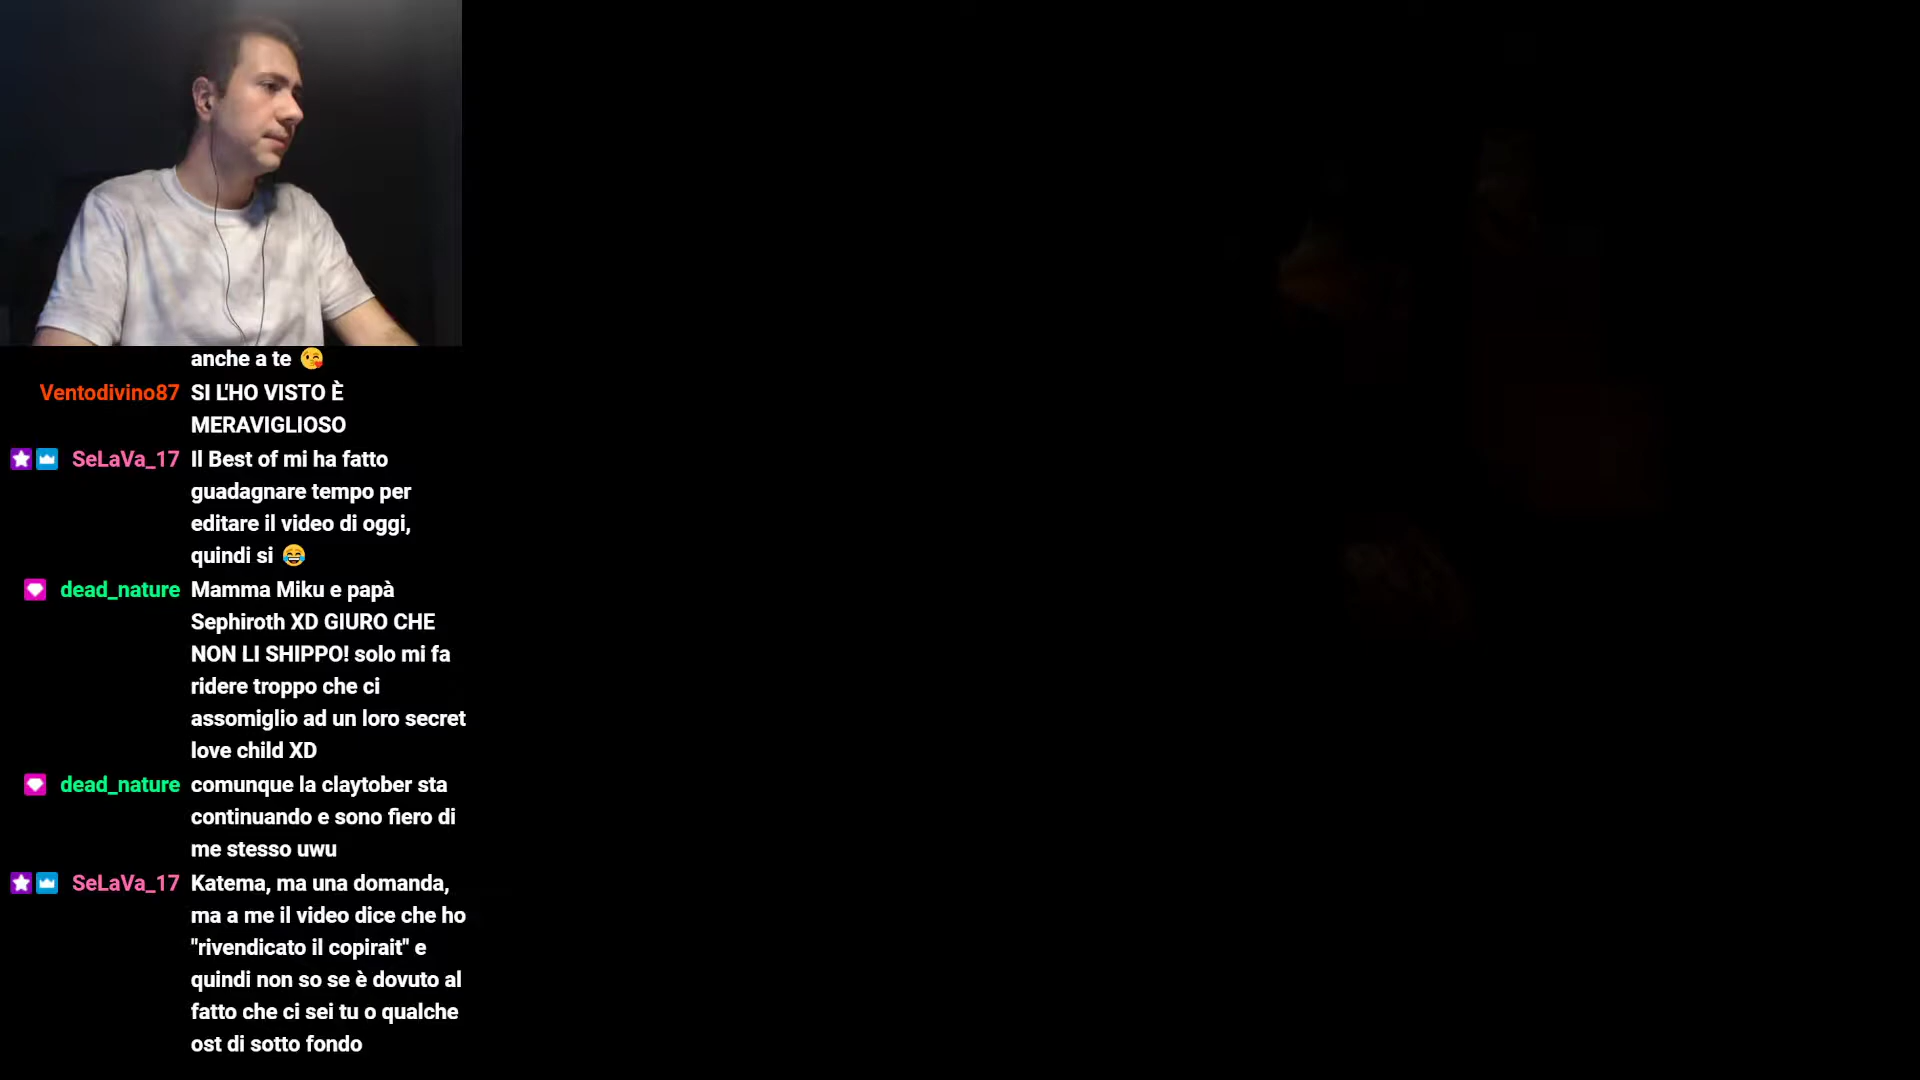 anche a te 😘
Ventodivino87 SI L'HO VISTO È
MERAVIGLIOSO
SeLaVa_17 Il Best of mi ha fatto
guadagnare tempo per
editare il video di oggi,
quindi si 😂
dead_nature Mamma Miku e papà
Sephiroth XD GIURO CHE
NON LI SHIPPO! solo mi fa
ridere troppo che ci
assomiglio ad un loro secret
love child XD
dead_nature comunque la claytober sta
continuando e sono fiero di
me stesso uwu
SeLaVa_17 Katema, ma una domanda,
ma a me il video dice che ho
"rivendicato il copirait" e
quindi non so se è dovuto al
fatto che ci sei tu o qualche
ost di sotto fondo